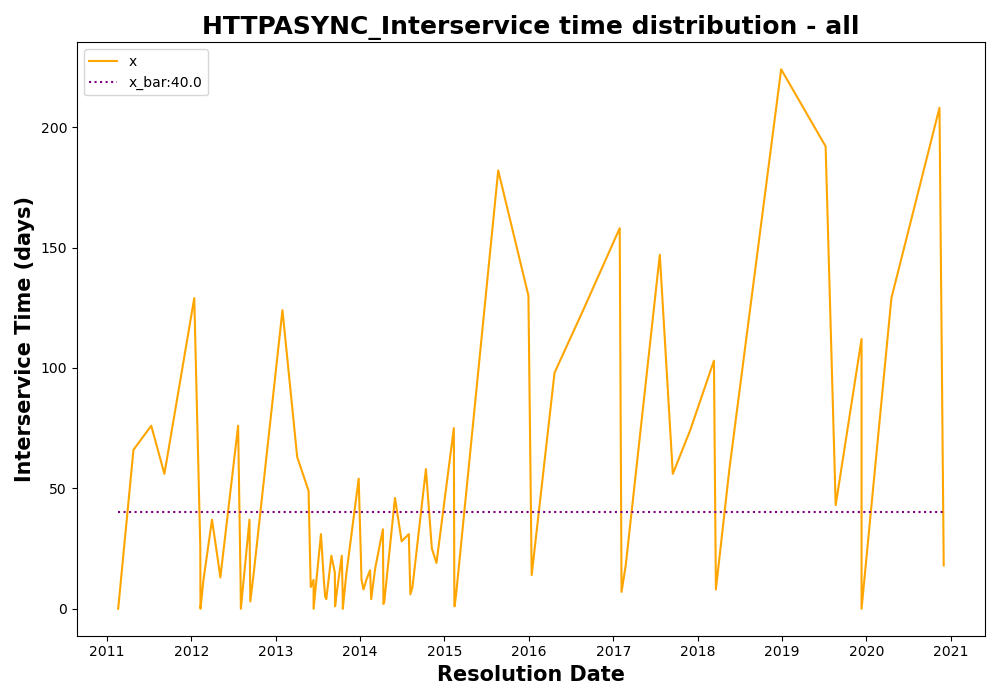 HTTPASYNC_Interservice time distribution - all
x
x_bar:40.0
Interservice Time (days)
200
150
100
50
0
2011 2012 2013 2014 2015 2016 2017 2018 2019 2020 2021
Resolution Date